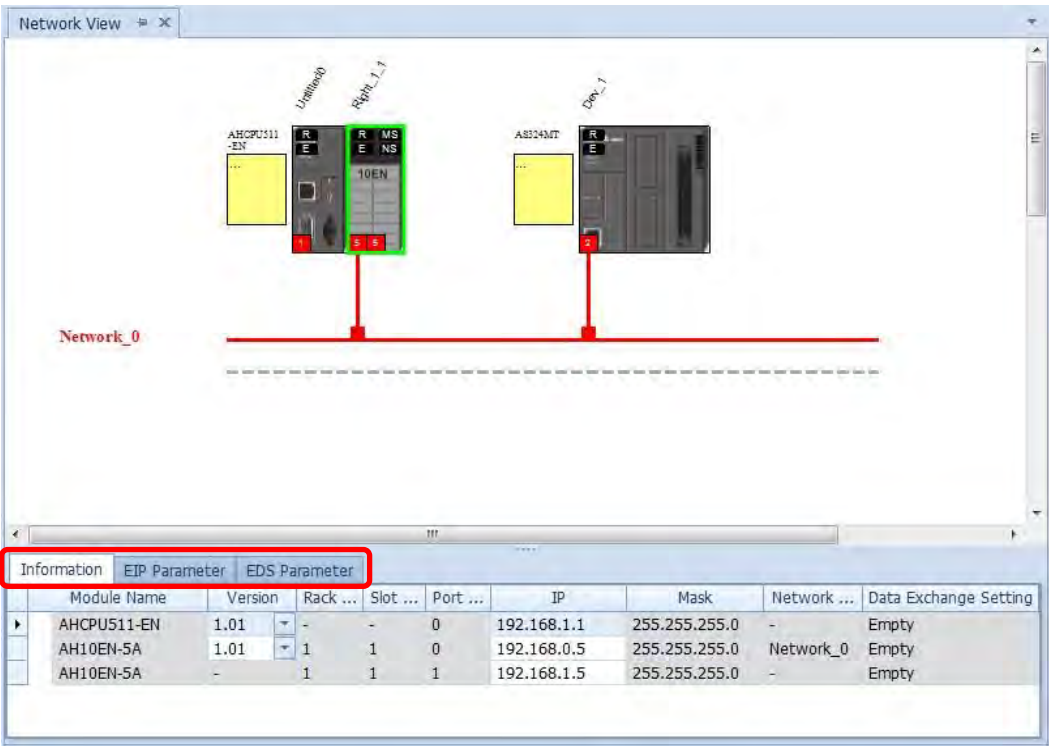 Network View
Untitled0
Right_1_1
Dev_1
AHCPU511
-EN
...
R
E
R MS
E NS
10EN
1
5 5
AS324MT
...
R
E
2
Network_0
Information EIP Parameter EDS Parameter
Module Name Version Rack ... Slot ... Port ... IP Mask Network ... Data Exchange Setting
AHCPU511-EN 1.01 - - 0 192.168.1.1 255.255.255.0 - Empty
AH10EN-5A 1.01 1 1 0 192.168.0.5 255.255.255.0 Network_0 Empty
AH10EN-5A - 1 1 1 192.168.1.5 255.255.255.0 - Empty